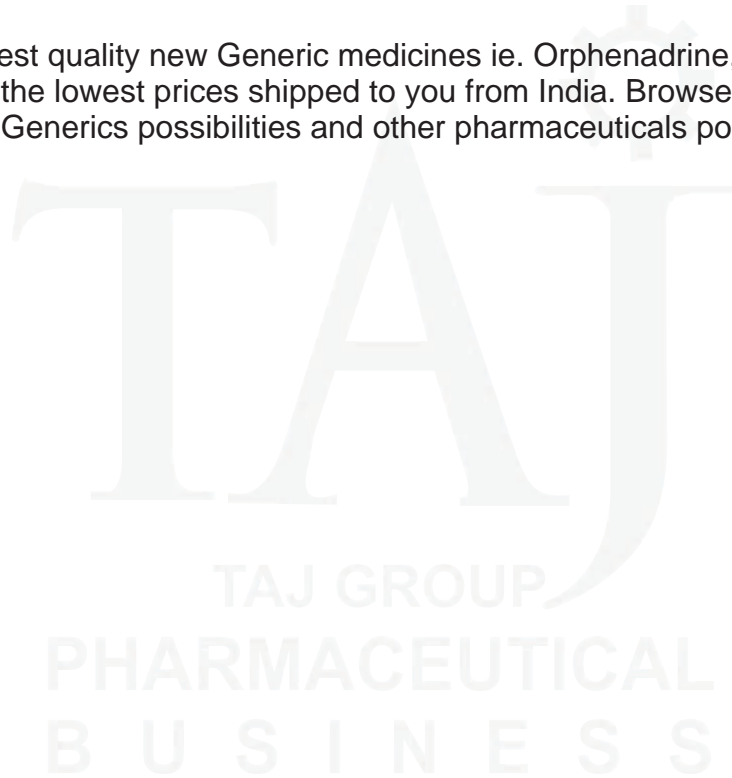 est quality new Generic medicines ie. Orphenadrine.
the lowest prices shipped to you from India. Browse
Generics possibilities and other pharmaceuticals po
TAJ
TAJ GROUP
PHARMACEUTICAL
BUSINESS